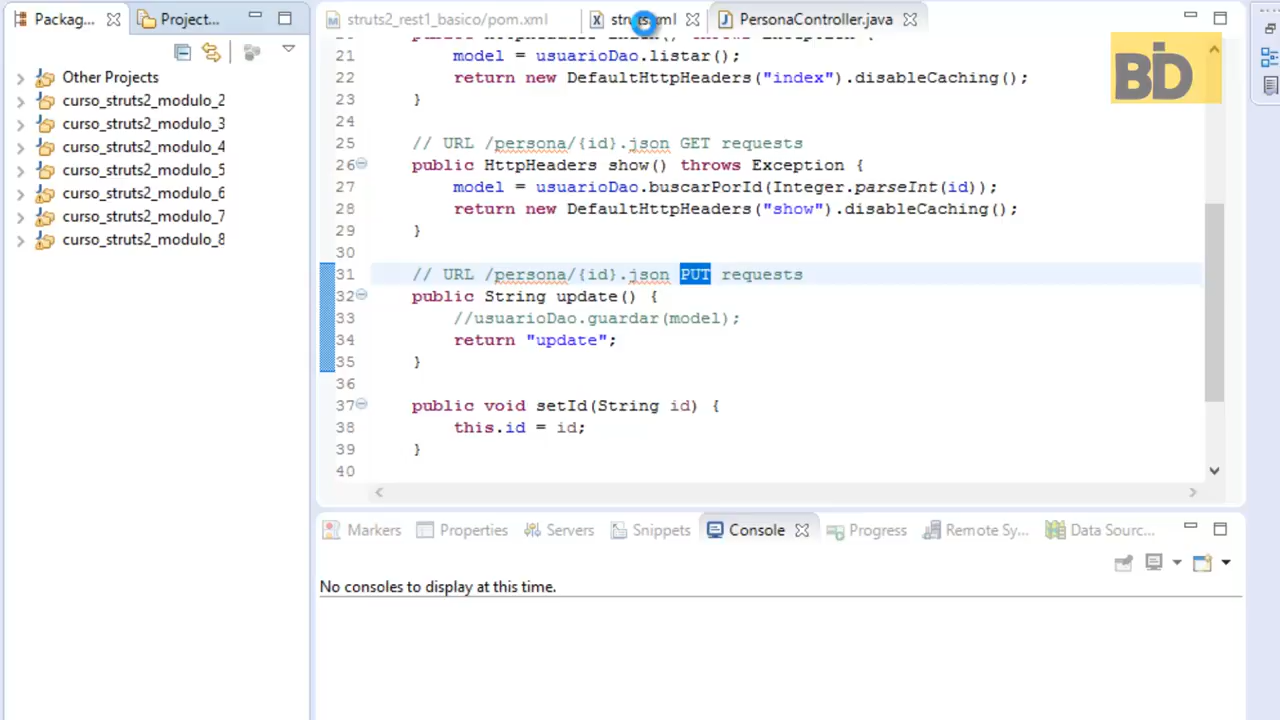 Packag...
Project...
struts2_rest1_basico/pom.xml
struts.xml
PersonaController.java
BD
Other Projects
curso_struts2_modulo_2
curso_struts2_modulo_3
curso_struts2_modulo_4
curso_struts2_modulo_5
curso_struts2_modulo_6
curso_struts2_modulo_7
curso_struts2_modulo_8
21 model = usuarioDao.listar();
22 return new DefaultHttpHeaders("index").disableCaching();
23 }
24
25 // URL /persona/{id}.json GET requests
26 public HttpHeaders show() throws Exception {
27 model = usuarioDao.buscarPorId(Integer.parseInt(id));
28 return new DefaultHttpHeaders("show").disableCaching();
29 }
30
31 // URL /persona/{id}.json PUT requests
32 public String update() {
33 //usuarioDao.guardar(model);
34 return "update";
35 }
36
37 public void setId(String id) {
38 this.id = id;
39 }
40
Markers
Properties
Servers
Snippets
Console
Progress
Remote Sy...
Data Sourc...
No consoles to display at this time.